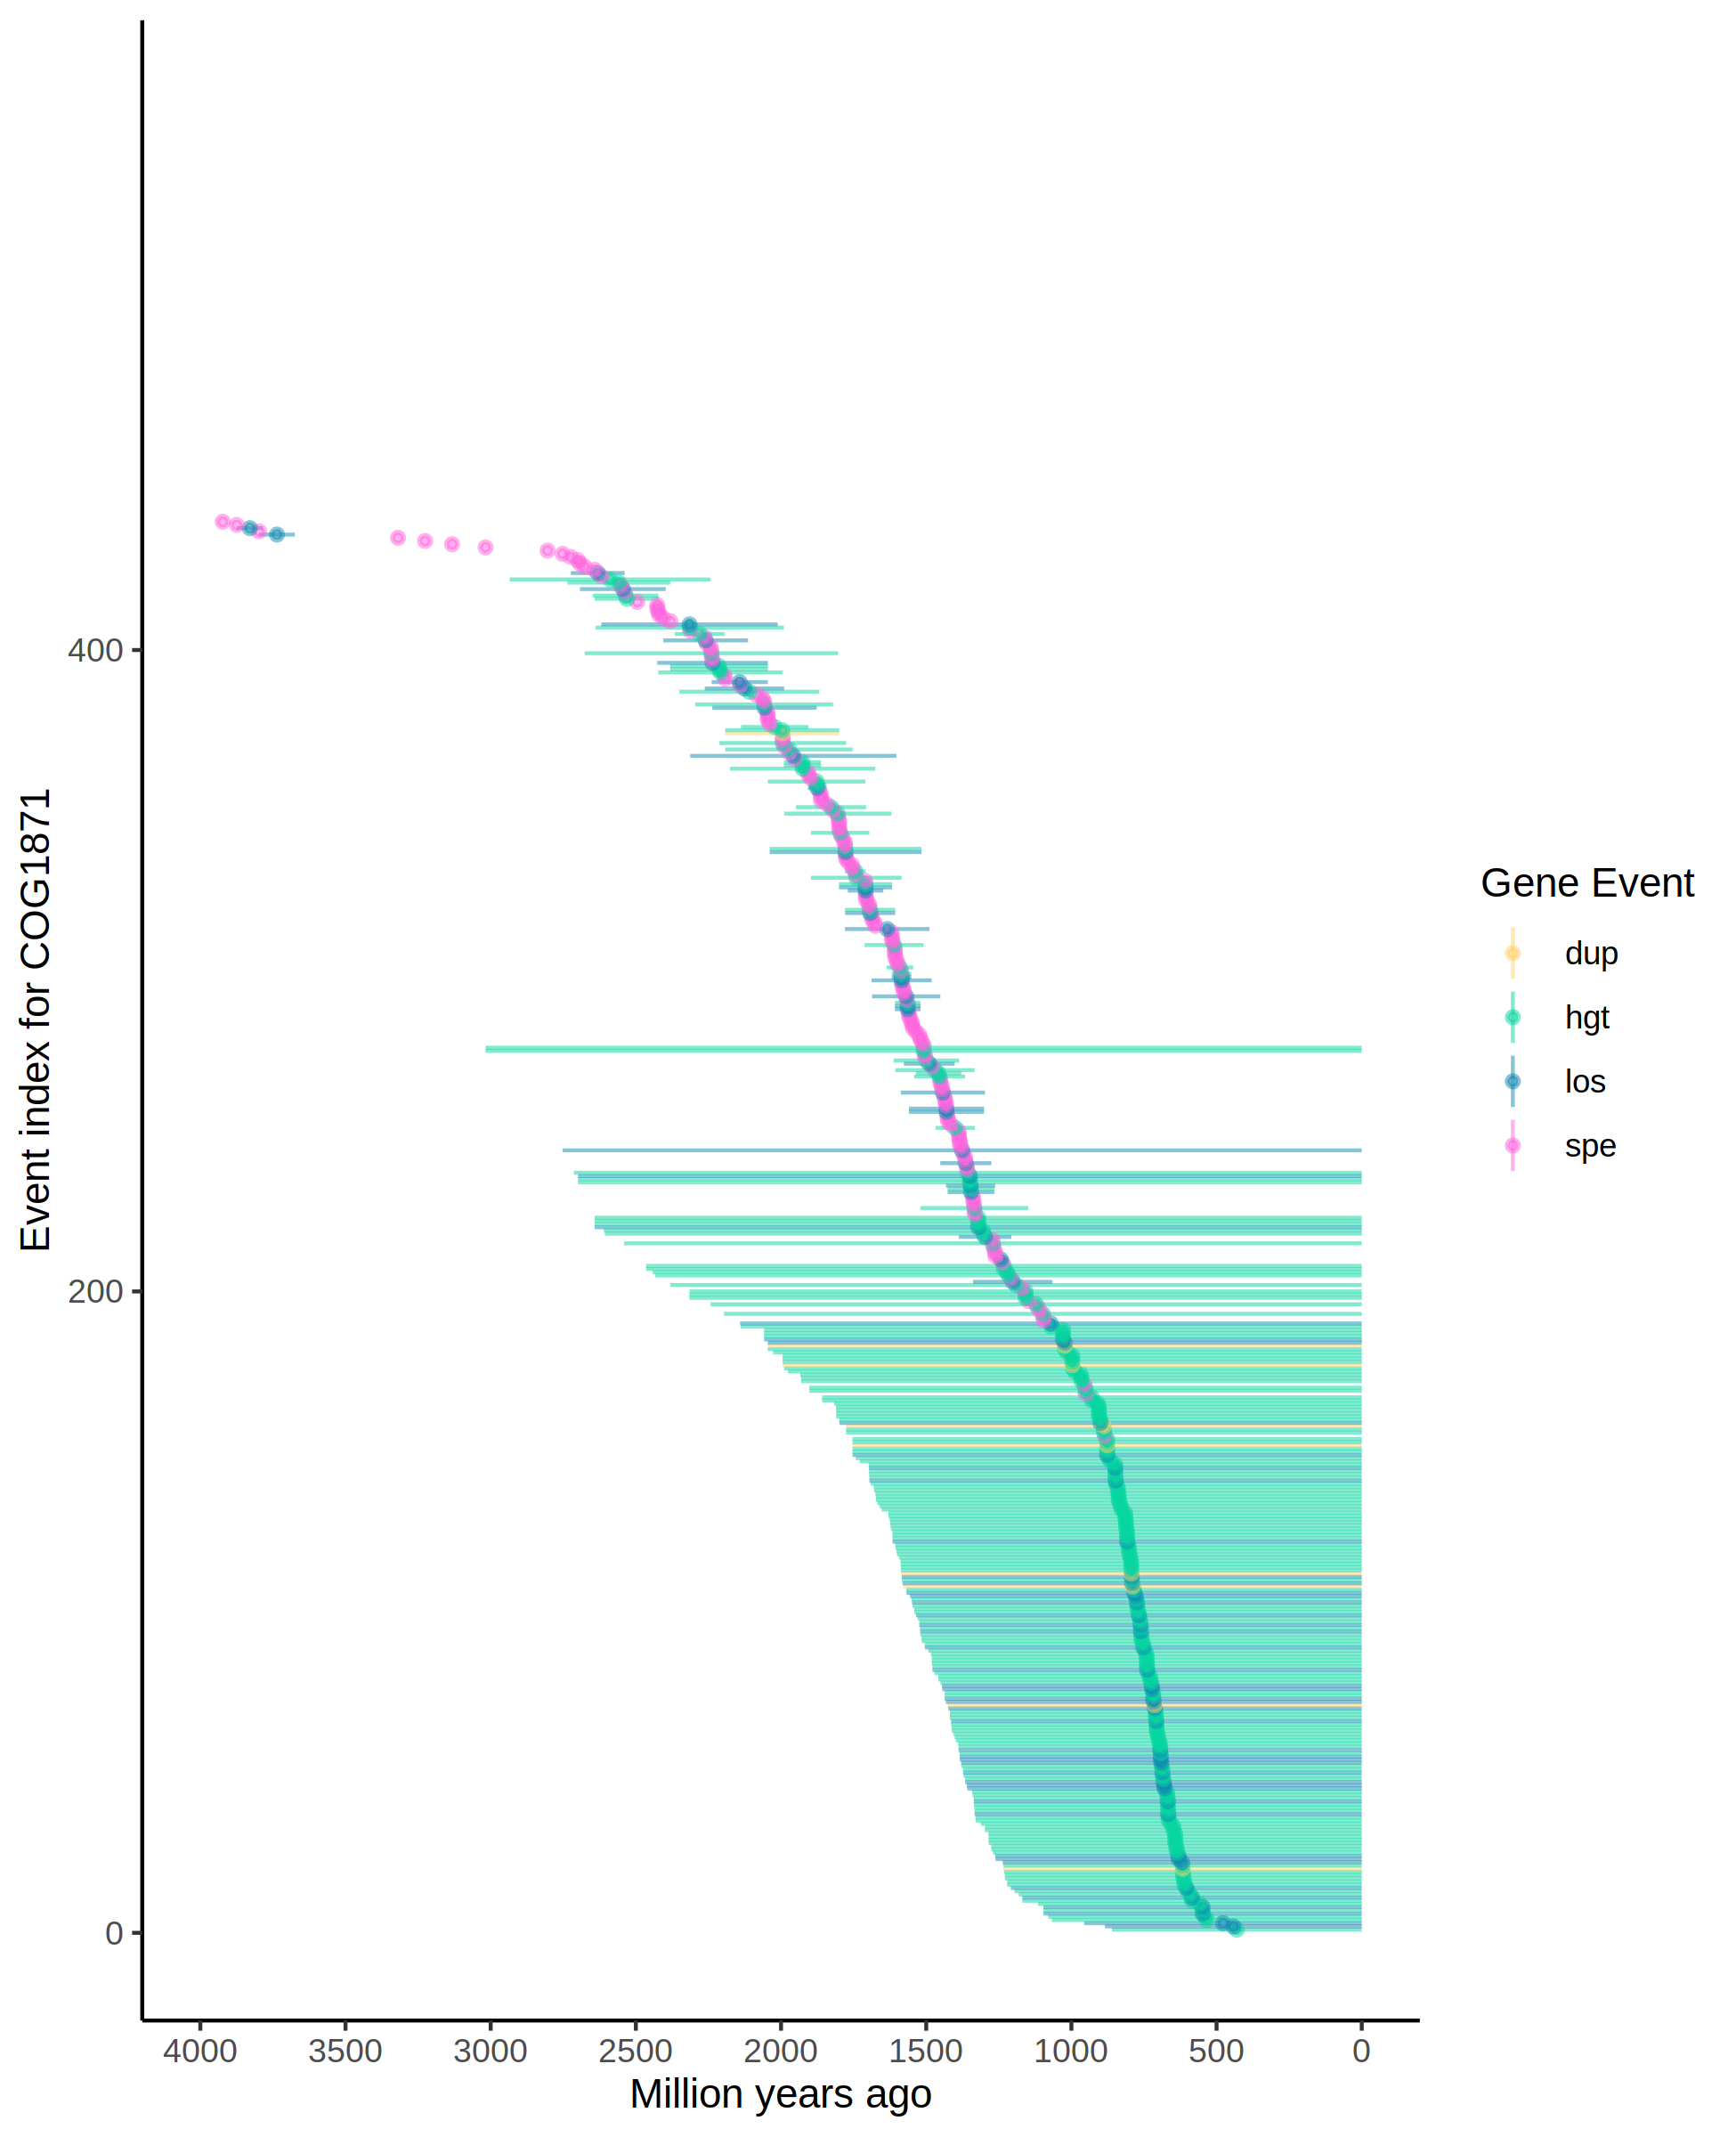 Event index for COG1871
400
200
0
4000 3500 3000 2500 2000 1500 1000 500 0
Million years ago
Gene Event
dup
hgt
los
spe